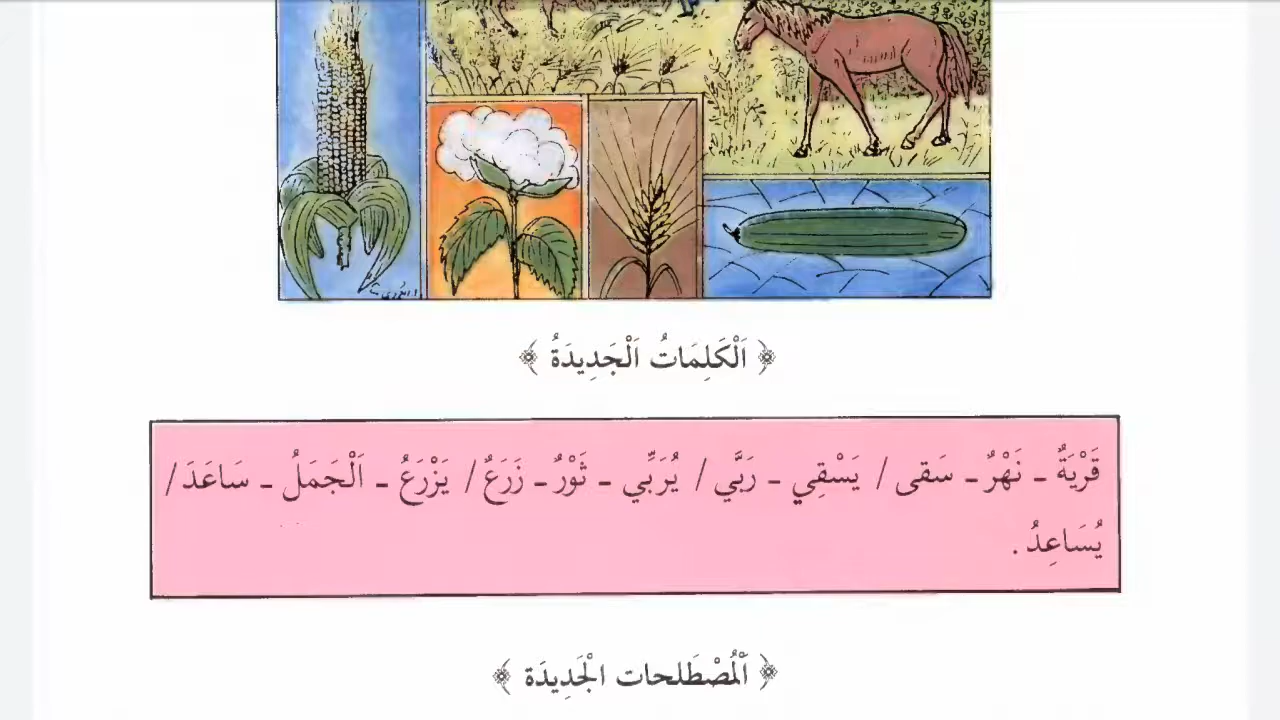 ﴿ اَلْكَلِمَاتُ اَلْجَدِيدَةُ ﴾
قَرْيَةٌ ـ نَهْرٌ ـ سَقى / يَسْقِي ـ رَبَّي / يُرَبِّي ـ ثَوْرٌ ـ زَرَعَ / يَزْرَعُ ـ اَلْجَمَلُ ـ سَاعَدَ /
يُسَاعِدُ .
﴿ اَلْمُصْطَلحات الْجَدِيدَة ﴾